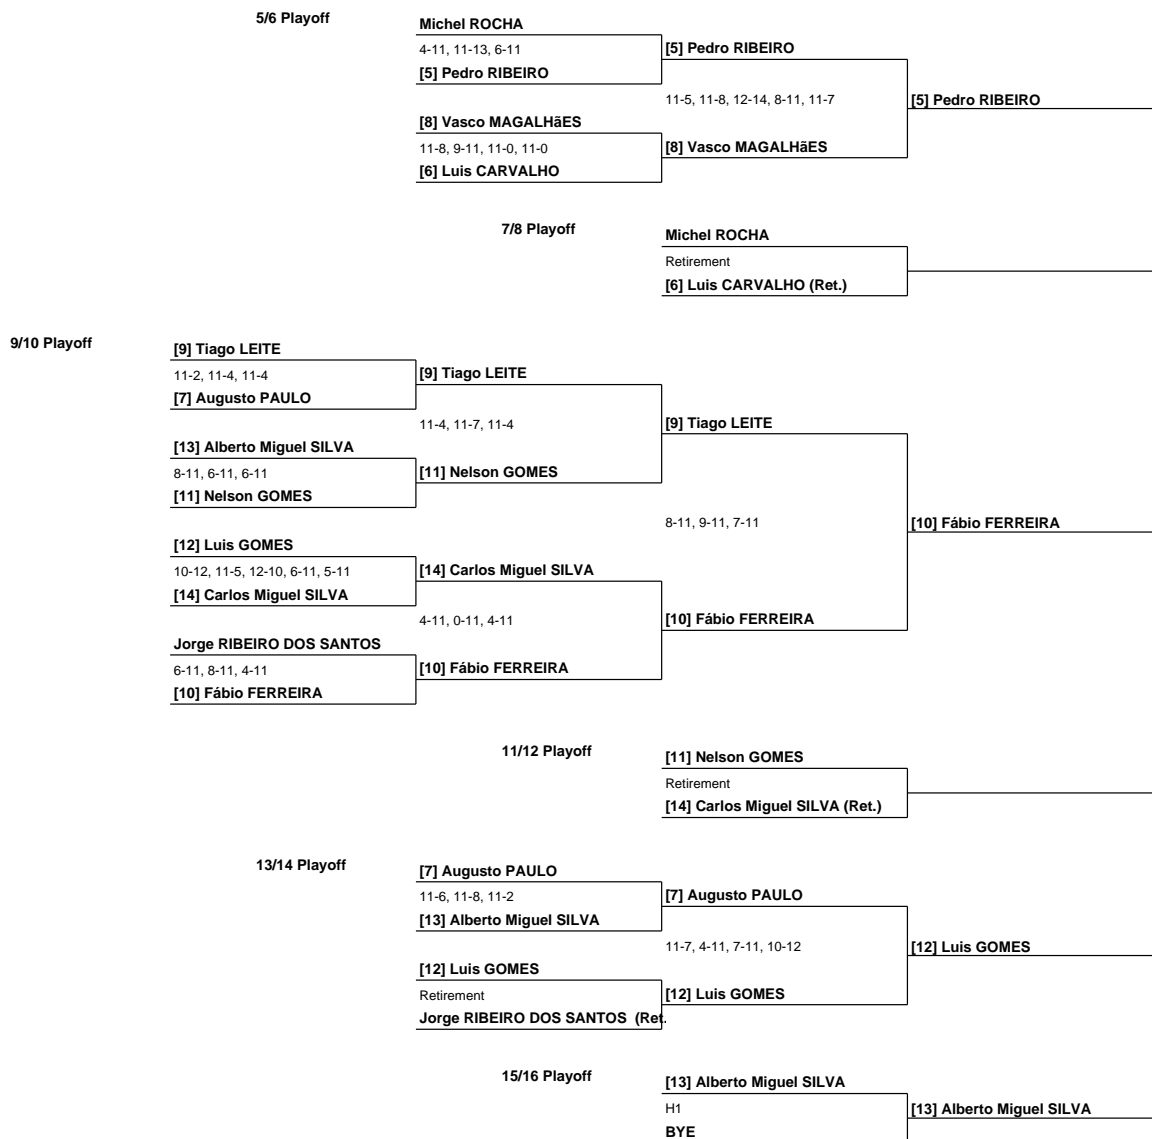 5/6 Playoff
Michel ROCHA
4-11, 11-13, 6-11
[5] Pedro RIBEIRO
[5] Pedro RIBEIRO
11-5, 11-8, 12-14, 8-11, 11-7
[5] Pedro RIBEIRO
[8] Vasco MAGALHãES
11-8, 9-11, 11-0, 11-0
[8] Vasco MAGALHãES
[6] Luis CARVALHO
7/8 Playoff
Michel ROCHA
Retirement
[6] Luis CARVALHO (Ret.)
9/10 Playoff
[9] Tiago LEITE
11-2, 11-4, 11-4
[9] Tiago LEITE
[7] Augusto PAULO
11-4, 11-7, 11-4
[9] Tiago LEITE
[13] Alberto Miguel SILVA
8-11, 6-11, 6-11
[11] Nelson GOMES
[11] Nelson GOMES
8-11, 9-11, 7-11
[10] Fábio FERREIRA
[12] Luis GOMES
10-12, 11-5, 12-10, 6-11, 5-11
[14] Carlos Miguel SILVA
[14] Carlos Miguel SILVA
4-11, 0-11, 4-11
[10] Fábio FERREIRA
Jorge RIBEIRO DOS SANTOS
6-11, 8-11, 4-11
[10] Fábio FERREIRA
[10] Fábio FERREIRA
11/12 Playoff
[11] Nelson GOMES
Retirement
[14] Carlos Miguel SILVA (Ret.)
13/14 Playoff
[7] Augusto PAULO
11-6, 11-8, 11-2
[7] Augusto PAULO
[13] Alberto Miguel SILVA
11-7, 4-11, 7-11, 10-12
[12] Luis GOMES
[12] Luis GOMES
Retirement
[12] Luis GOMES
Jorge RIBEIRO DOS SANTOS (Ret.
15/16 Playoff
[13] Alberto Miguel SILVA
H1
[13] Alberto Miguel SILVA
BYE